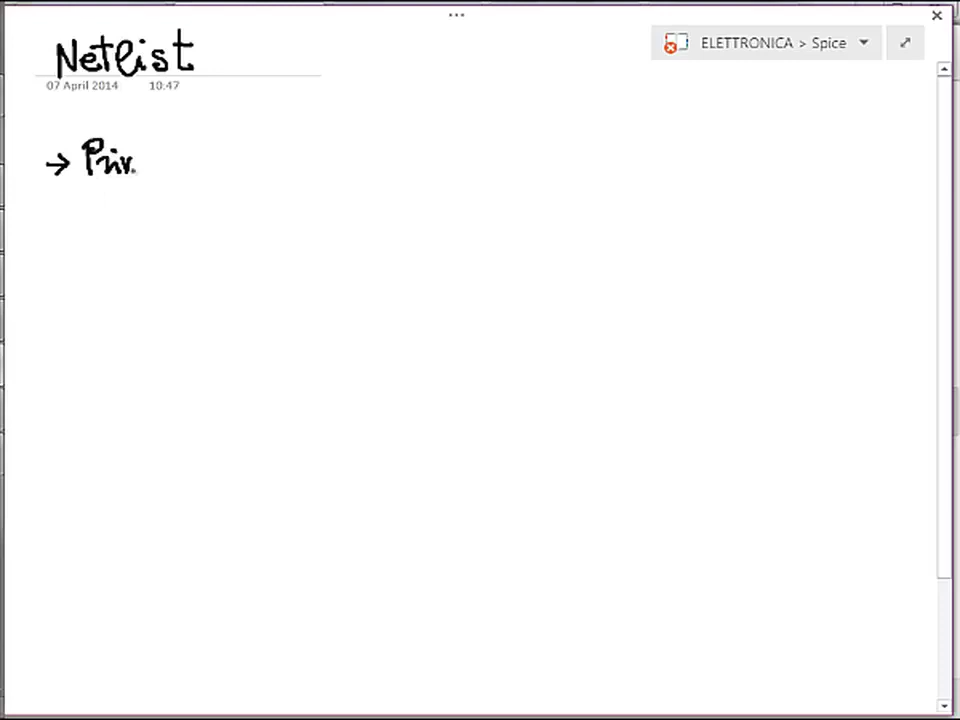 Netlist
ELETTRONICA > Spice
07 April 2014 10:47
→ Priv.